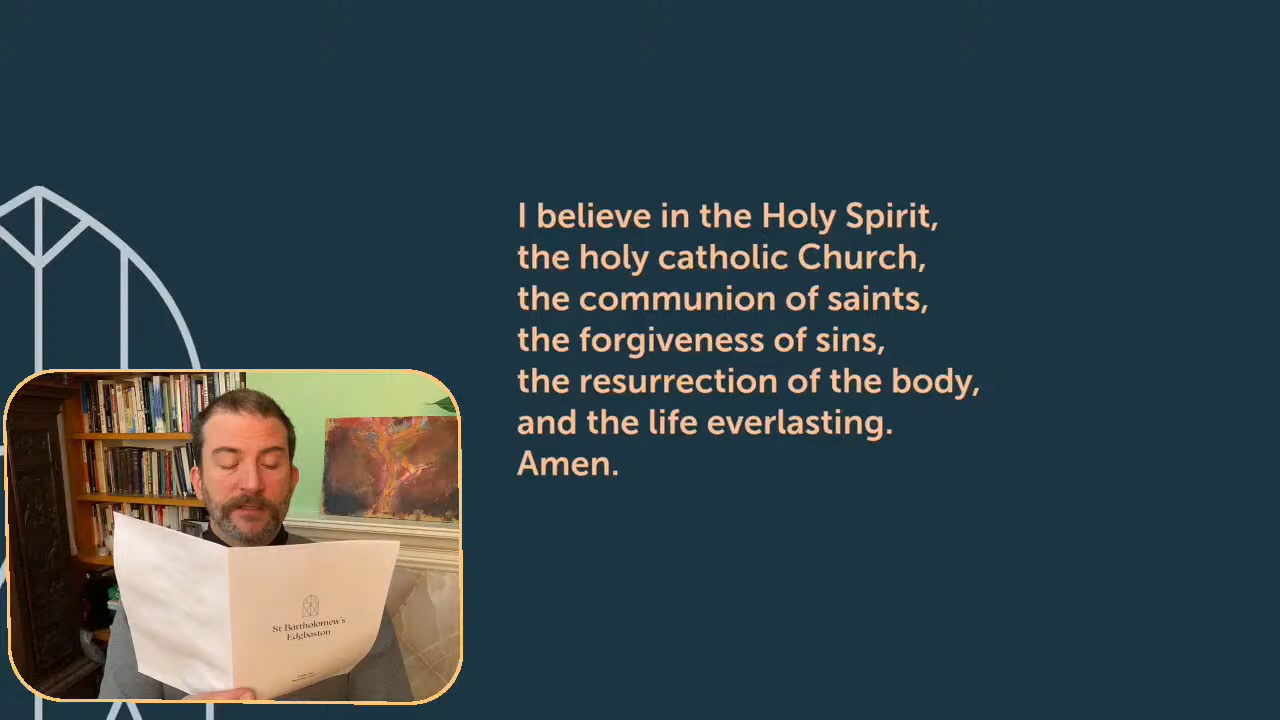 I believe in the Holy Spirit,
the holy catholic Church,
the communion of saints,
the forgiveness of sins,
the resurrection of the body,
and the life everlasting.
Amen.
St Bartholomew's
Edgbaston